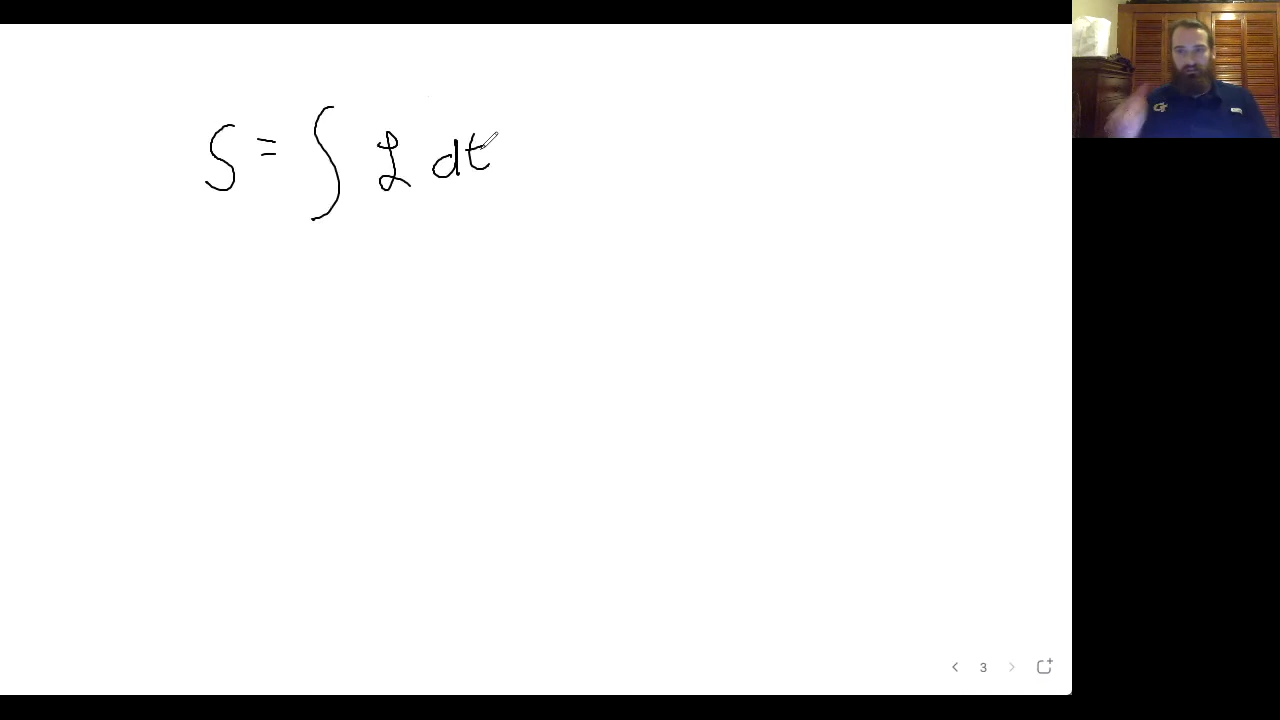 S = ∫ ℒ dt
3